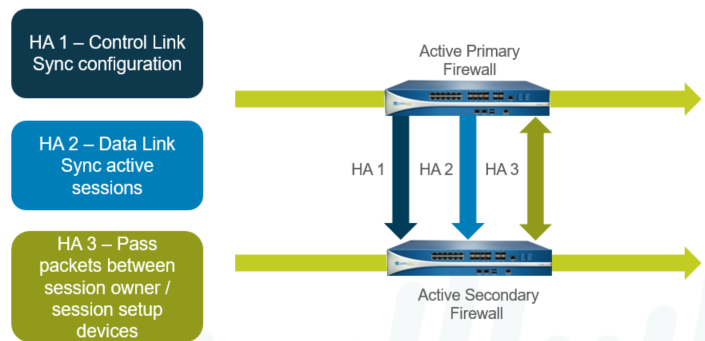 HA 1 – Control Link
Sync configuration
HA 2 – Data Link
Sync active
sessions
HA 3 – Pass
packets between
session owner /
session setup
devices
Active Primary
Firewall
HA 1
HA 2
HA 3
Active Secondary
Firewall